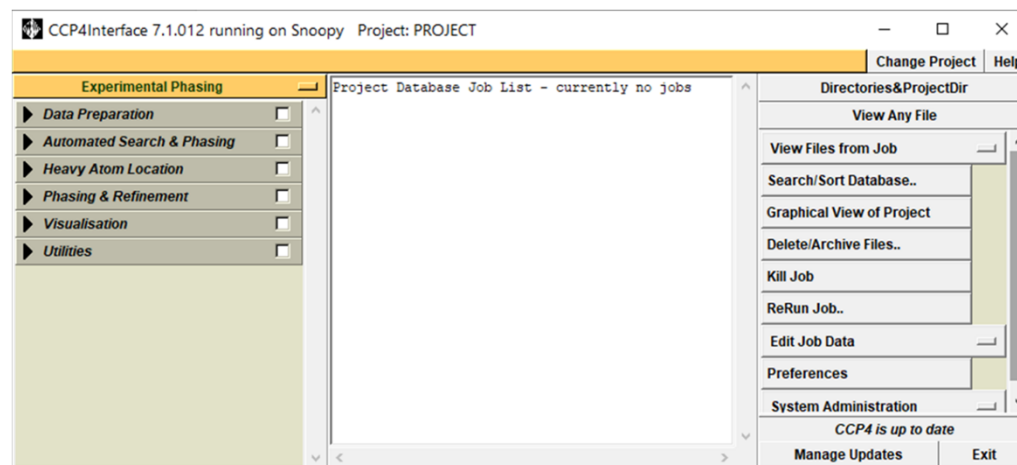 CCP4Interface 7.1.012 running on Snoopy Project: PROJECT
Change Project
Help
Experimental Phasing
Data Preparation
Automated Search & Phasing
Heavy Atom Location
Phasing & Refinement
Visualisation
Utilities
Project Database Job List - currently no jobs
Directories&ProjectDir
View Any File
View Files from Job
Search/Sort Database..
Graphical View of Project
Delete/Archive Files..
Kill Job
ReRun Job..
Edit Job Data
Preferences
System Administration
CCP4 is up to date
Manage Updates
Exit